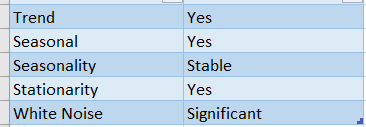 Trend Yes
Seasonal Yes
Seasonality Stable
Stationarity Yes
White Noise Significant